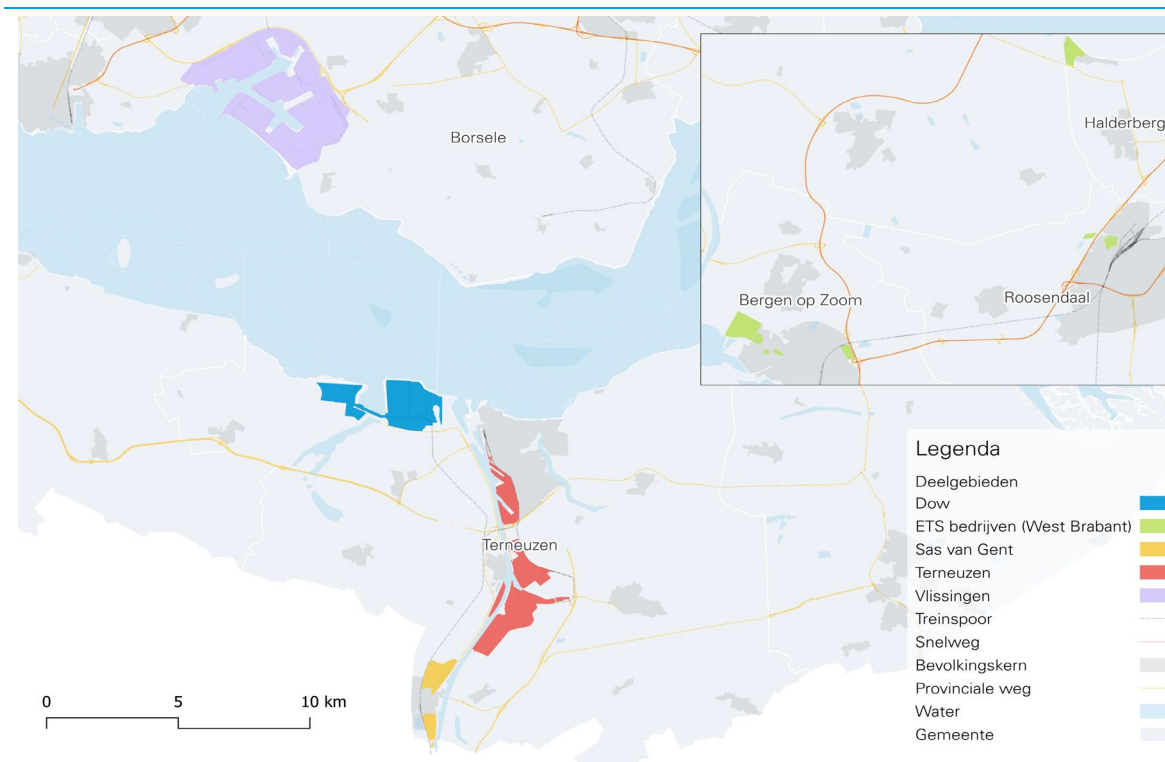 Borsele
Halderberg
Bergen op Zoom
Roosendaal
Terneuzen
Legenda
Deelgebieden
Dow
ETS bedrijven (West Brabant)
Sas van Gent
Terneuzen
Vlissingen
Treinspoor
Snelweg
Bevolkingskern
Provinciale weg
Water
Gemeente
0 5 10 km